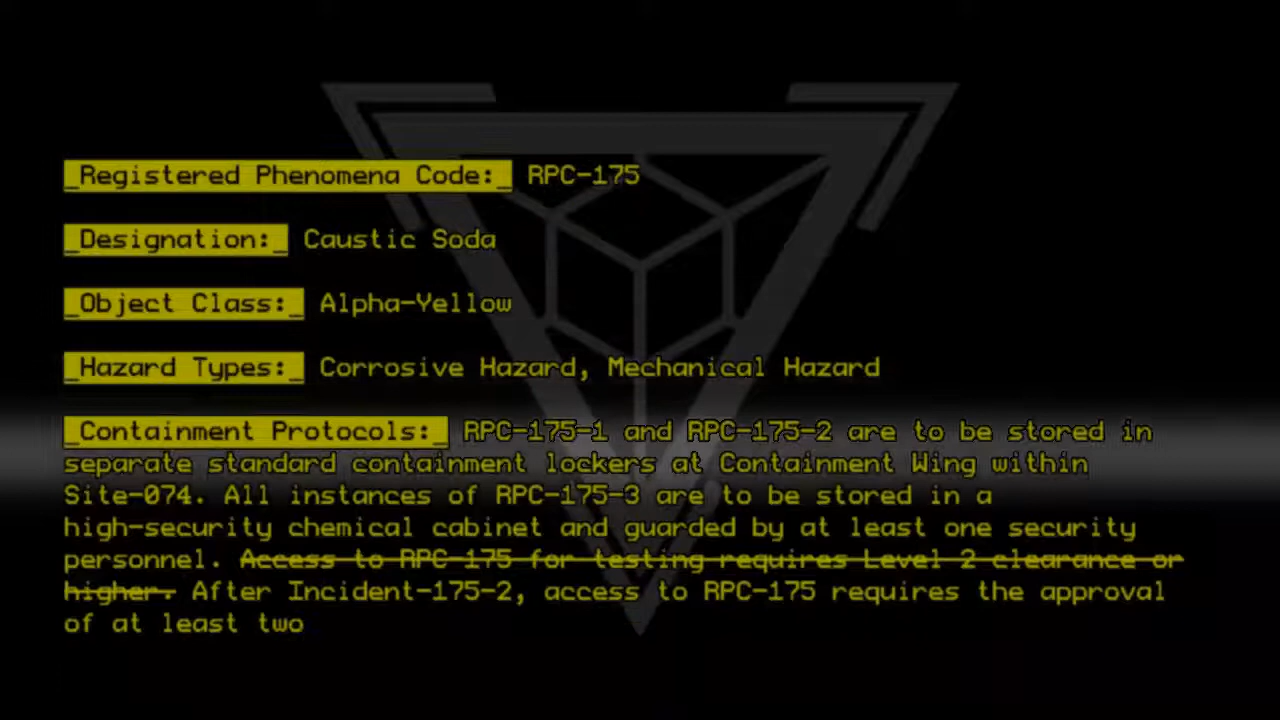 _Registered Phenomena Code:_ RPC-175
_Designation:_ Caustic Soda
_Object Class:_ Alpha-Yellow
_Hazard Types:_ Corrosive Hazard, Mechanical Hazard
_Containment Protocols:_ RPC-175-1 and RPC-175-2 are to be stored in
separate standard containment lockers at Containment Wing within
Site-074. All instances of RPC-175-3 are to be stored in a
high-security chemical cabinet and guarded by at least one security
personnel. Access to RPC-175 for testing requires Level 2 clearance or
higher. After Incident-175-2, access to RPC-175 requires the approval
of at least two